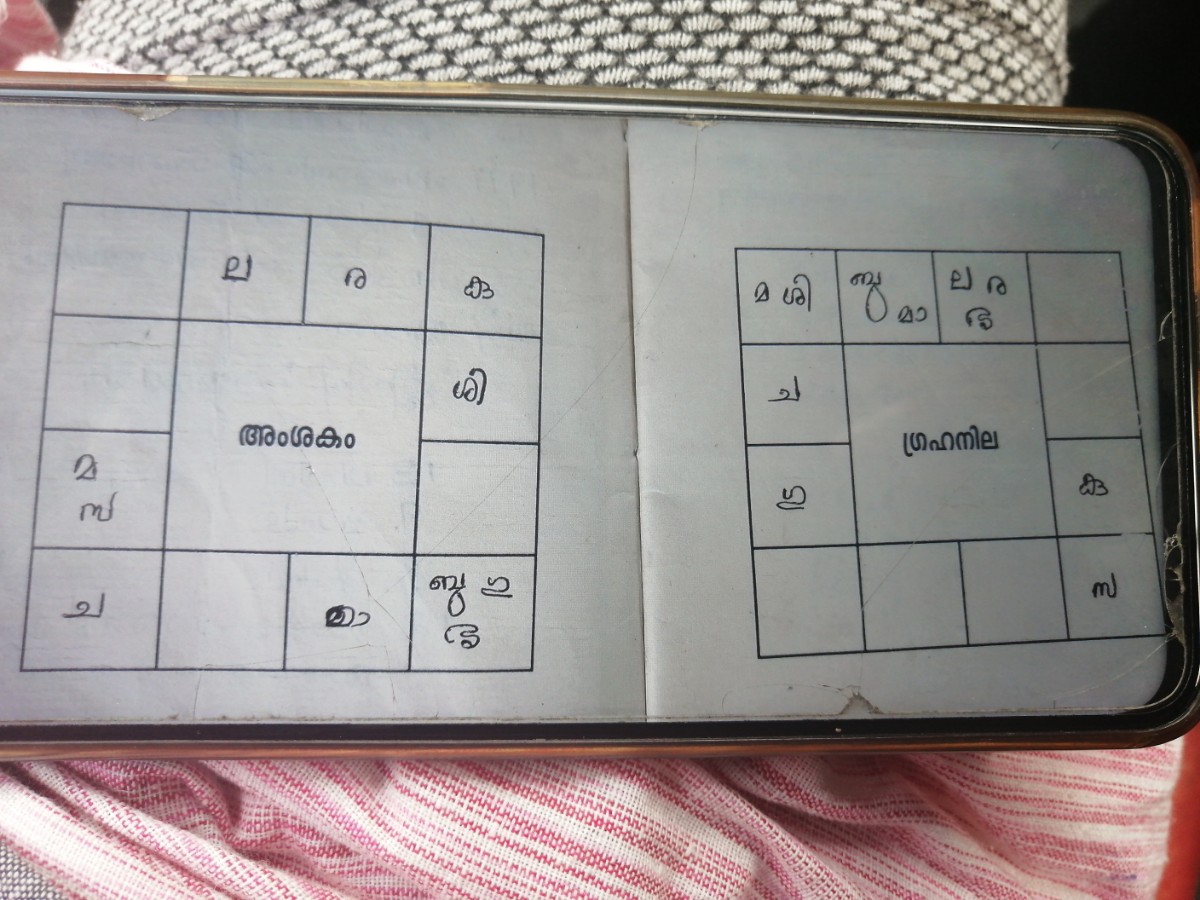 ല
ര
കു
ശി
അംശകം
മ
സ
ച
മാ
ബു ഗു
മ ശി
ബു
മാ
ല ര
ച
ഗ്രഹനില
ഗു
കു
സ